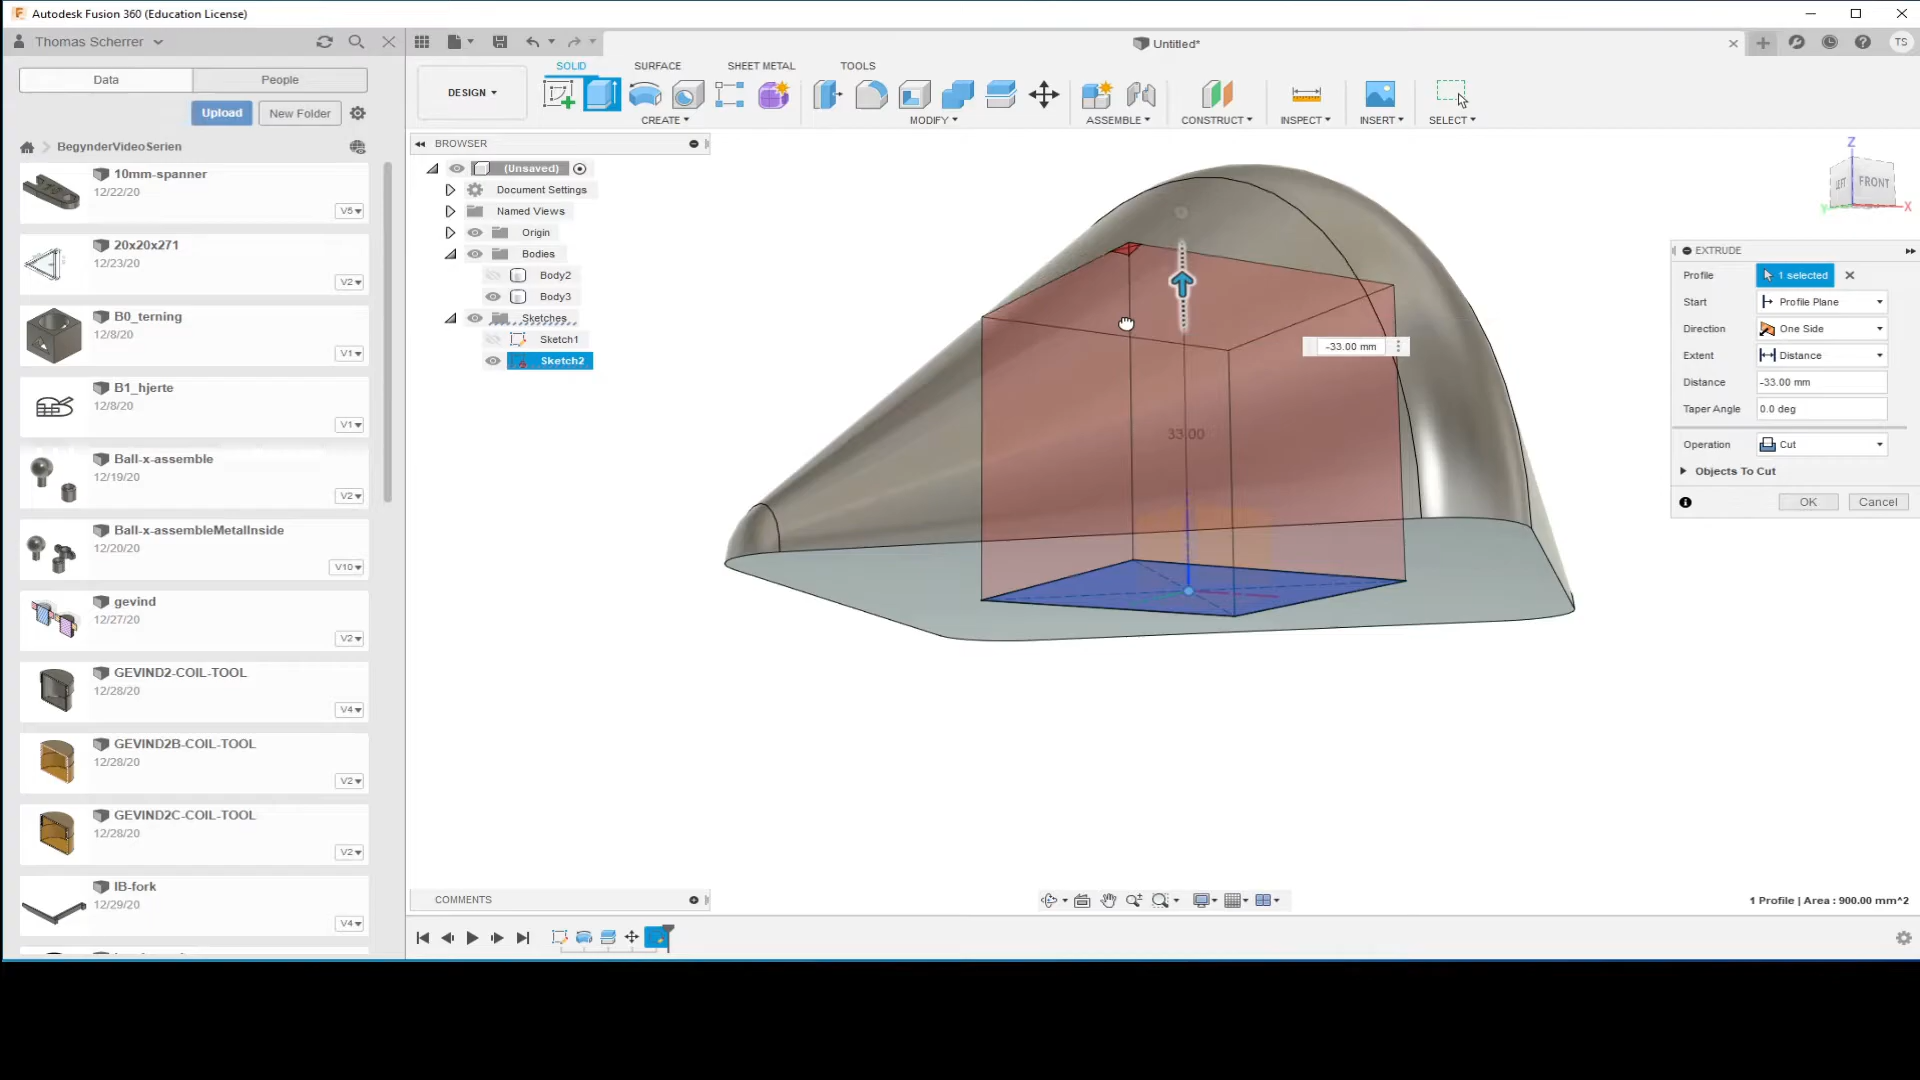 Autodesk Fusion 360 (Education License)
Thomas Scherrer
Untitled*
TS
Data
People
SOLID
SURFACE
SHEET METAL
TOOLS
DESIGN
Upload
New Folder
CREATE
MODIFY
ASSEMBLE
CONSTRUCT
INSPECT
INSERT
SELECT
BegynderVideoSerien
BROWSER
10mm-spanner
12/22/20
V5
20x20x271
12/23/20
V2
B0_terning
12/8/20
V1
B1_hjerte
12/8/20
V1
Ball-x-assemble
12/19/20
V2
Ball-x-assembleMetalInside
12/20/20
V10
gevind
12/27/20
V2
GEVIND2-COIL-TOOL
12/28/20
V4
GEVIND2B-COIL-TOOL
12/28/20
V2
GEVIND2C-COIL-TOOL
12/28/20
V2
IB-fork
12/29/20
V4
(Unsaved)
Document Settings
Named Views
Origin
Bodies
Body2
Body3
Sketches
Sketch1
Sketch2
-33.00 mm
33.00
Z
LEFT
FRONT
X
Y
EXTRUDE
Profile 1 selected
Start Profile Plane
Direction One Side
Extent Distance
Distance -33.00 mm
Taper Angle 0.0 deg
Operation Cut
Objects To Cut
OK Cancel
COMMENTS
1 Profile | Area : 900.00 mm^2